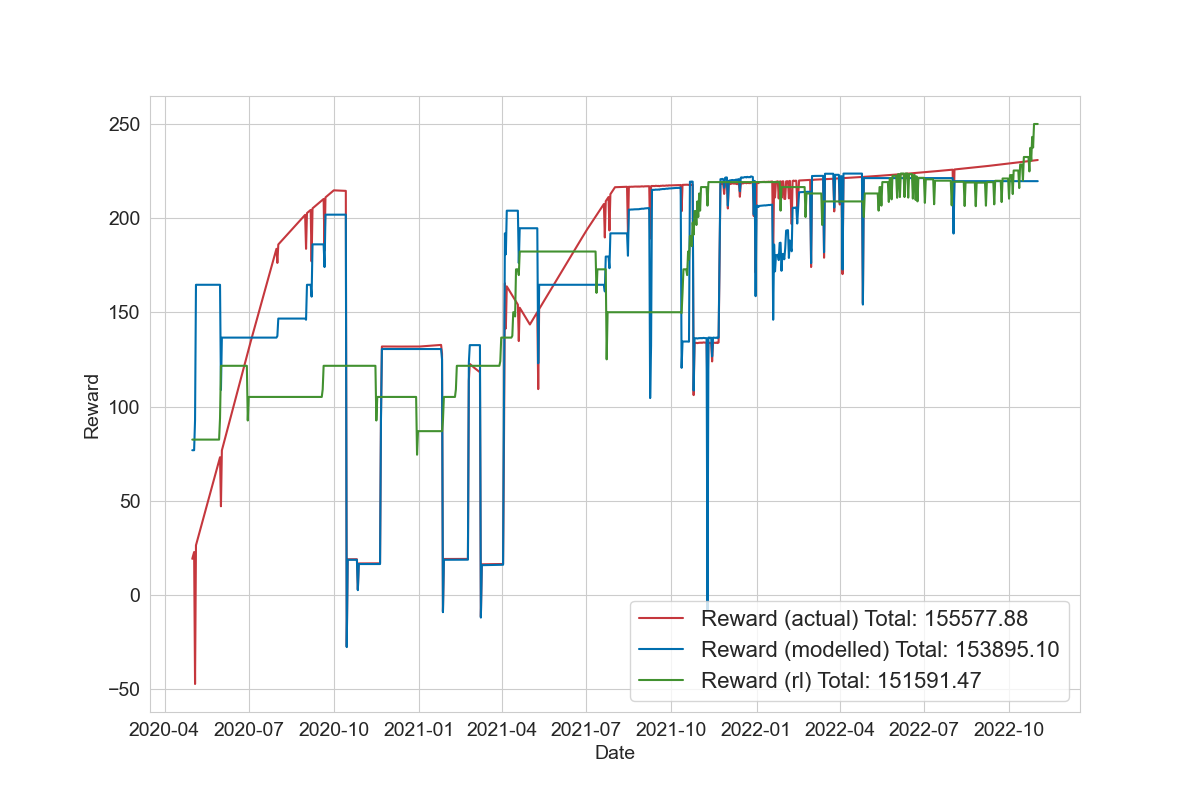 250
200
150
100
50
0
−50
Reward
Reward (actual) Total: 155577.88
Reward (modelled) Total: 153895.10
Reward (rl) Total: 151591.47
2020-04 2020-07 2020-10 2021-01 2021-04 2021-07 2021-10 2022-01 2022-04 2022-07 2022-10
Date